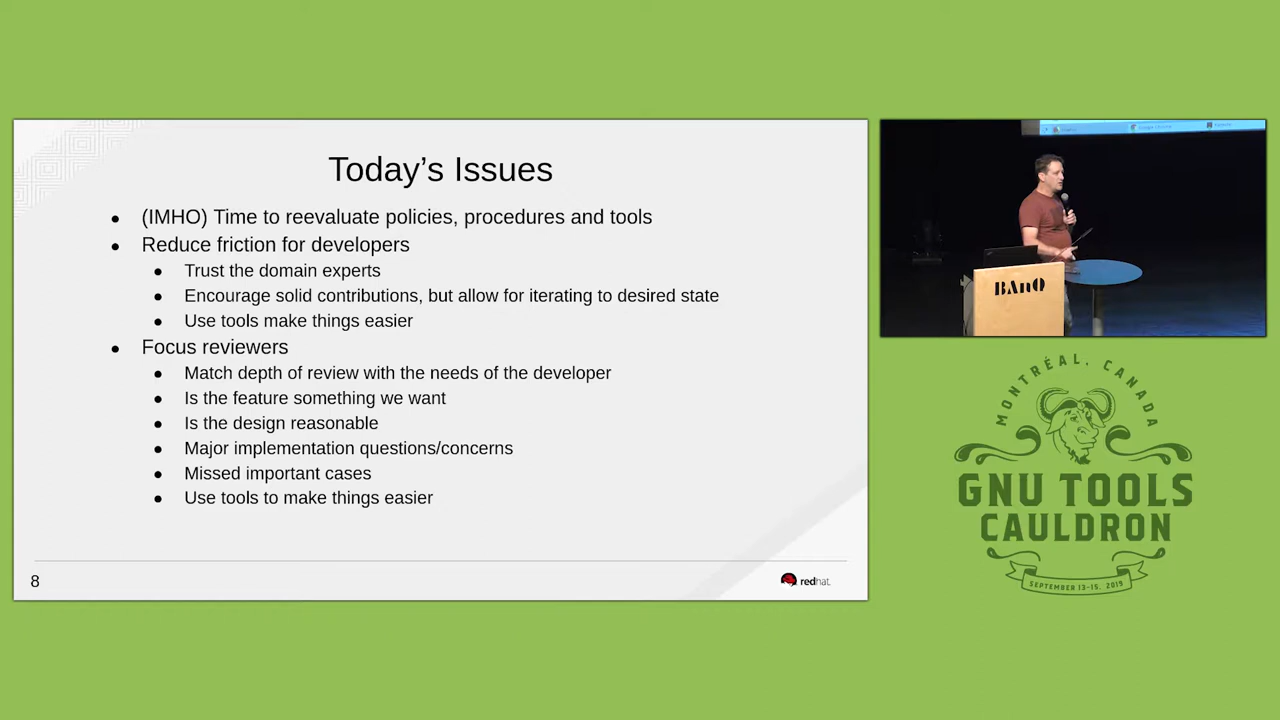 Today's Issues
(IMHO) Time to reevaluate policies, procedures and tools
Reduce friction for developers
Trust the domain experts
Encourage solid contributions, but allow for iterating to desired state
Use tools make things easier
Focus reviewers
Match depth of review with the needs of the developer
Is the feature something we want
Is the design reasonable
Major implementation questions/concerns
Missed important cases
Use tools to make things easier
8
redhat.
BAnQ
MONTRÉAL, CANADA
GNU TOOLS
CAULDRON
SEPTEMBER 13-15, 2019